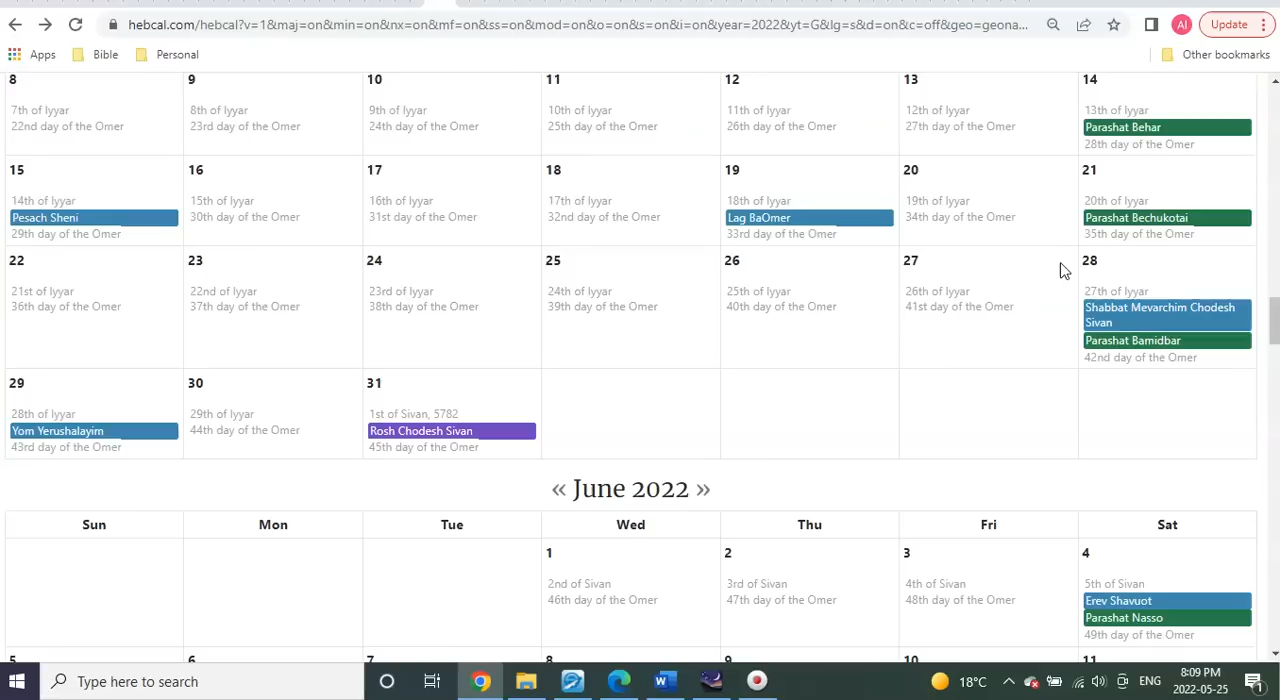 hebcal.com/hebcal?v=1&maj=on&min=on&nx=on&mf=on&ss=on&mod=on&o=on&s=on&i=on&year=2022&yt=G&lg=s&d=on&c=off&geo=geona...
AI
Update
Apps
Bible
Personal
Other bookmarks
8 9 10 11 12 13 14
7th of Iyyar 8th of Iyyar 9th of Iyyar 10th of Iyyar 11th of Iyyar 12th of Iyyar 13th of Iyyar
22nd day of the Omer 23rd day of the Omer 24th day of the Omer 25th day of the Omer 26th day of the Omer 27th day of the Omer Parashat Behar
28th day of the Omer
15 16 17 18 19 20 21
14th of Iyyar 15th of Iyyar 16th of Iyyar 17th of Iyyar 18th of Iyyar 19th of Iyyar 20th of Iyyar
Pesach Sheni 30th day of the Omer 31st day of the Omer 32nd day of the Omer Lag BaOmer 34th day of the Omer Parashat Bechukotai
29th day of the Omer 33rd day of the Omer 35th day of the Omer
22 23 24 25 26 27 28
21st of Iyyar 22nd of Iyyar 23rd of Iyyar 24th of Iyyar 25th of Iyyar 26th of Iyyar 27th of Iyyar
36th day of the Omer 37th day of the Omer 38th day of the Omer 39th day of the Omer 40th day of the Omer 41st day of the Omer Shabbat Mevarchim Chodesh
Sivan
Parashat Bamidbar
42nd day of the Omer
29 30 31
28th of Iyyar 29th of Iyyar 1st of Sivan, 5782
Yom Yerushalayim 44th day of the Omer Rosh Chodesh Sivan
43rd day of the Omer 45th day of the Omer
« June 2022 »
Sun Mon Tue Wed Thu Fri Sat
1 2 3 4
2nd of Sivan 3rd of Sivan 4th of Sivan 5th of Sivan
46th day of the Omer 47th day of the Omer 48th day of the Omer Erev Shavuot
Parashat Nasso
49th day of the Omer
5 6 7 8 9 10 11
Type here to search
18°C
ENG
8:09 PM
2022-05-25
1